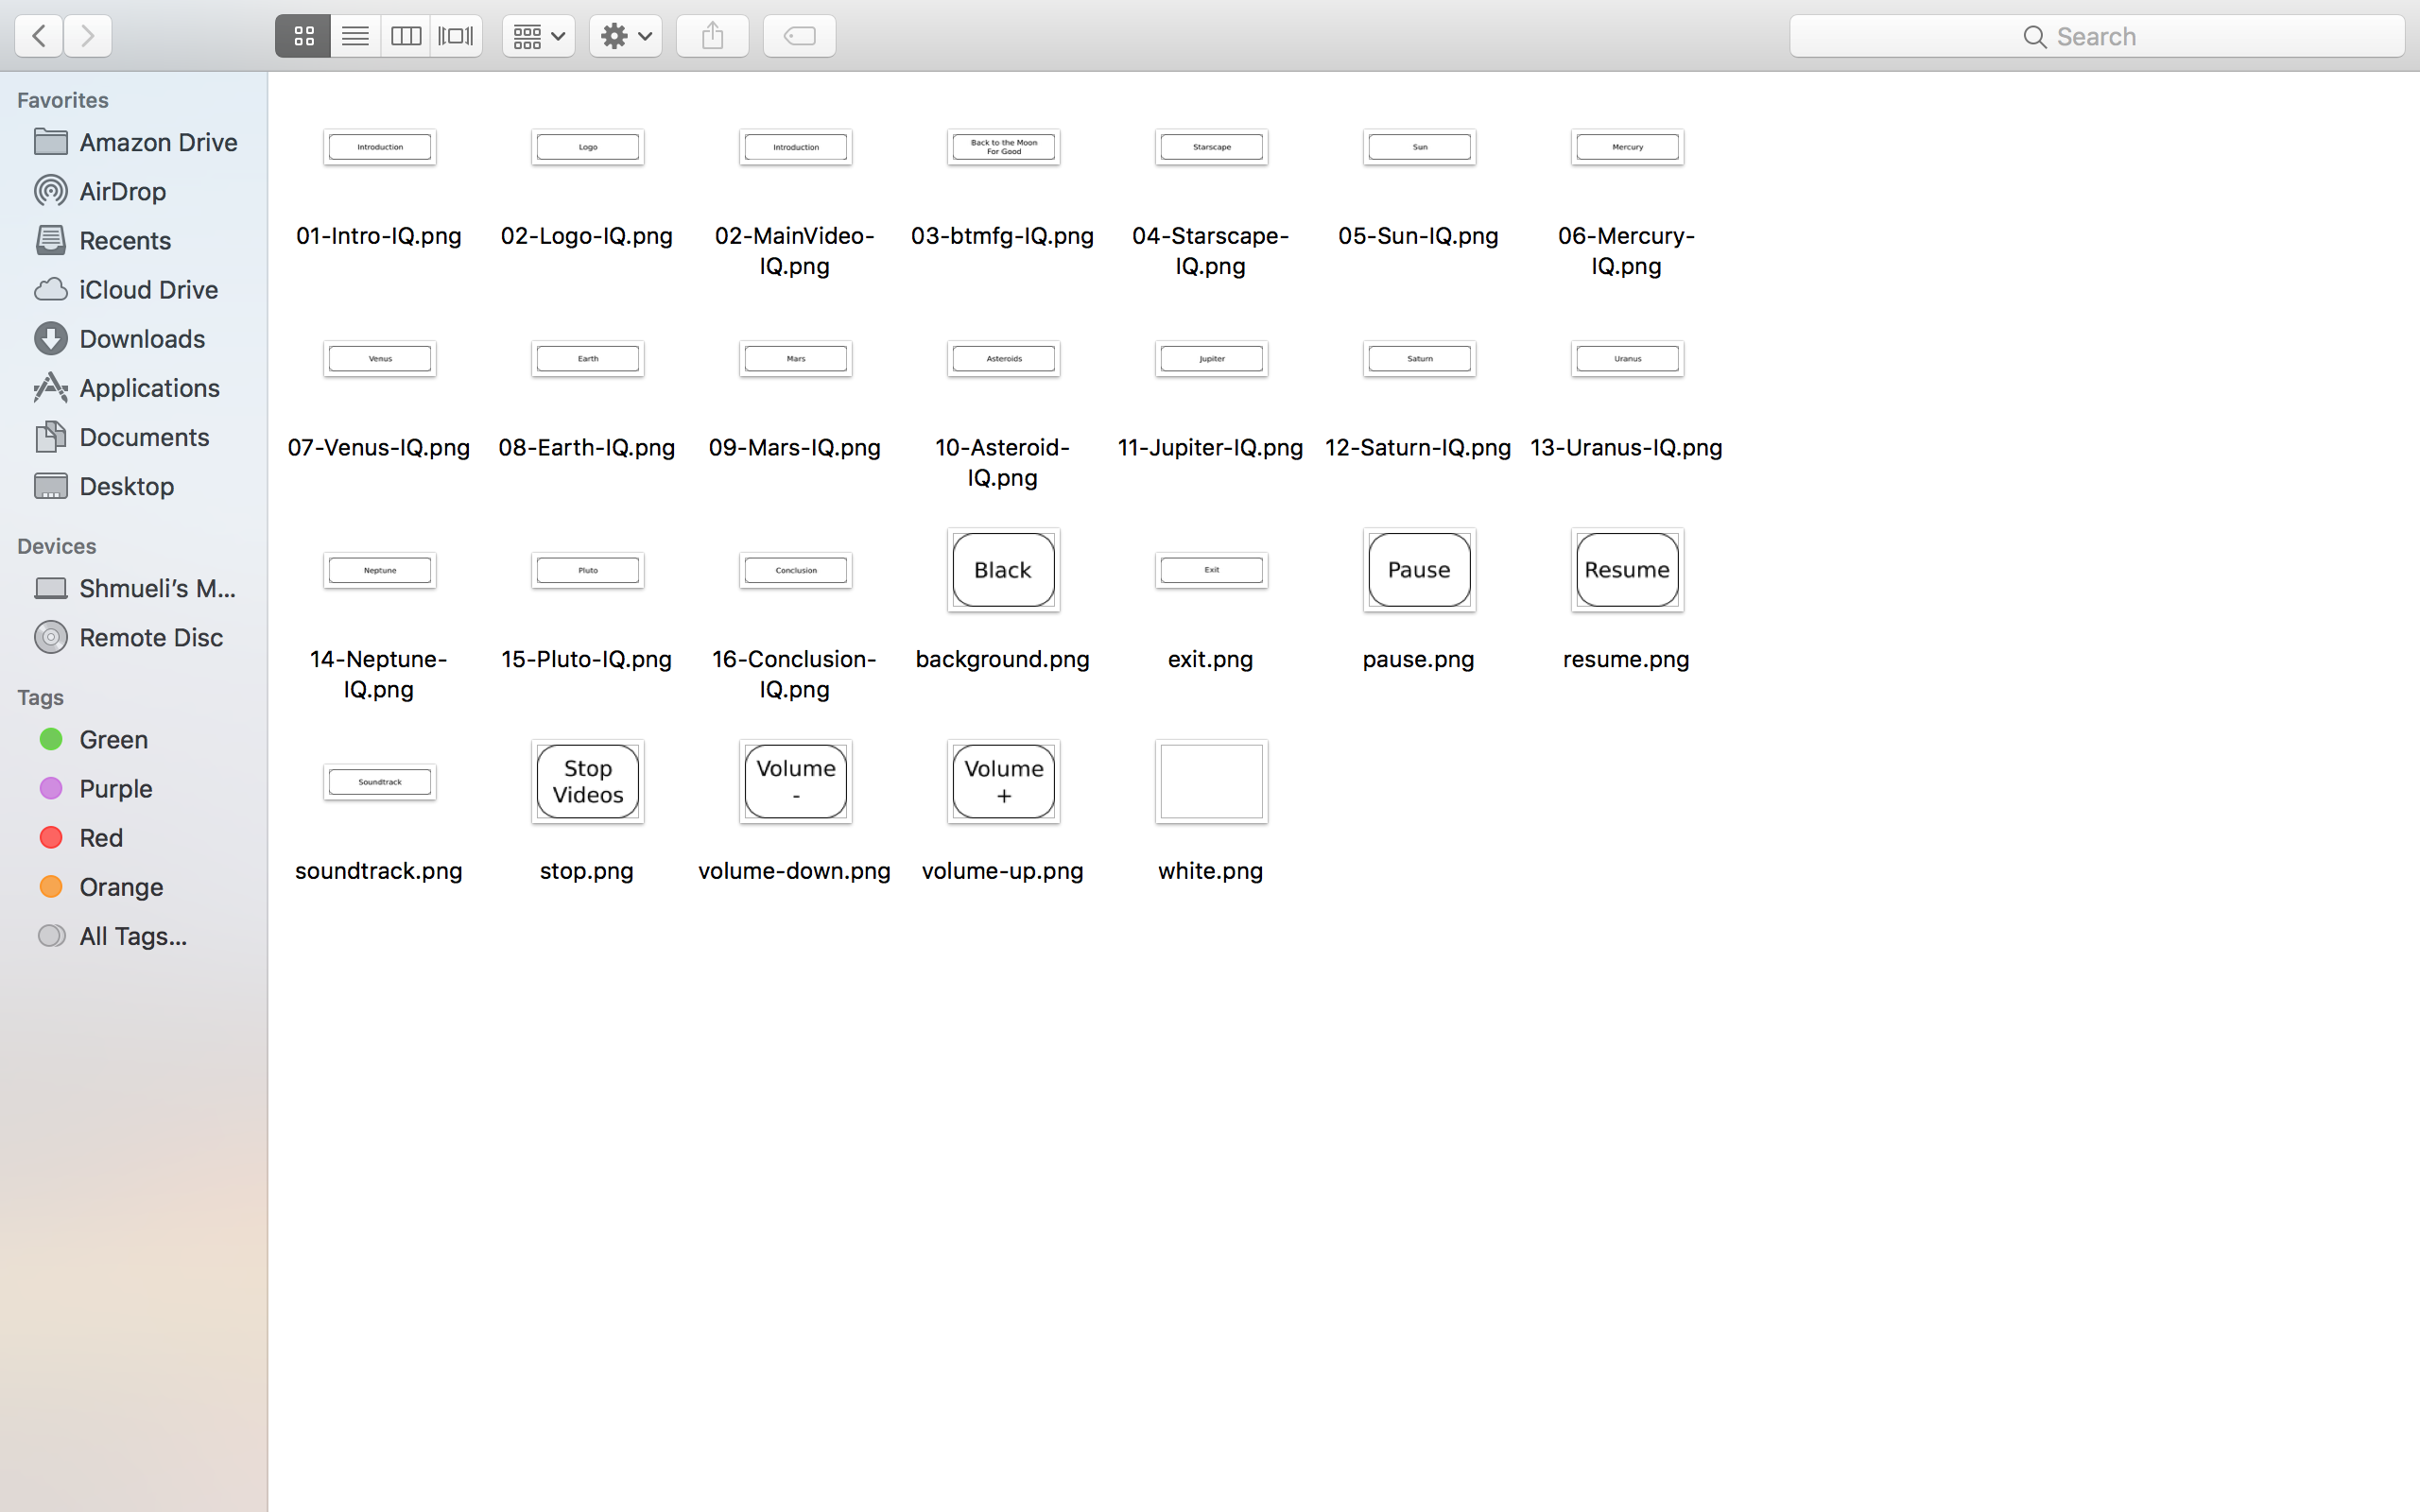 Search
Favorites
Amazon Drive
AirDrop
Recents
iCloud Drive
Downloads
Applications
Documents
Desktop
Devices
Shmueli's M...
Remote Disc
Tags
Green
Purple
Red
Orange
All Tags...
Introduction
01-Intro-IQ.png
Logo
02-Logo-IQ.png
Introduction
02-MainVideo-
IQ.png
Back to the Moon
For Good
03-btmfg-IQ.png
Starscape
04-Starscape-
IQ.png
Sun
05-Sun-IQ.png
Mercury
06-Mercury-
IQ.png
Venus
07-Venus-IQ.png
Earth
08-Earth-IQ.png
Mars
09-Mars-IQ.png
Asteroids
10-Asteroid-
IQ.png
Jupiter
11-Jupiter-IQ.png
Saturn
12-Saturn-IQ.png
Uranus
13-Uranus-IQ.png
Neptune
14-Neptune-
IQ.png
Pluto
15-Pluto-IQ.png
Conclusion
16-Conclusion-
IQ.png
Black
background.png
Exit
exit.png
Pause
pause.png
Resume
resume.png
Soundtrack
soundtrack.png
Stop
Videos
stop.png
Volume
-
volume-down.png
Volume
+
volume-up.png
white.png